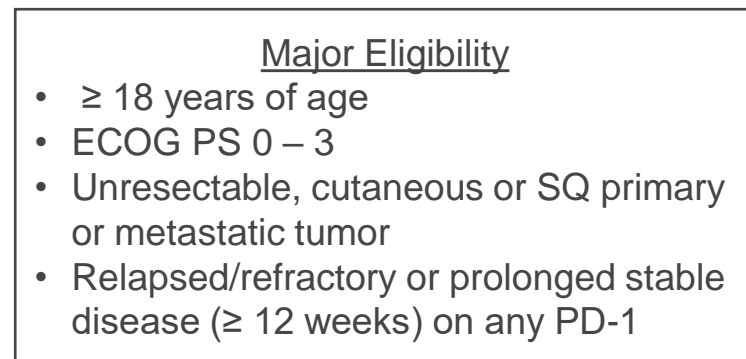 Major Eligibility
• ≥ 18 years of age
• ECOG PS 0 – 3
• Unresectable, cutaneous or SQ primary
or metastatic tumor
• Relapsed/refractory or prolonged stable
disease (≥ 12 weeks) on any PD-1